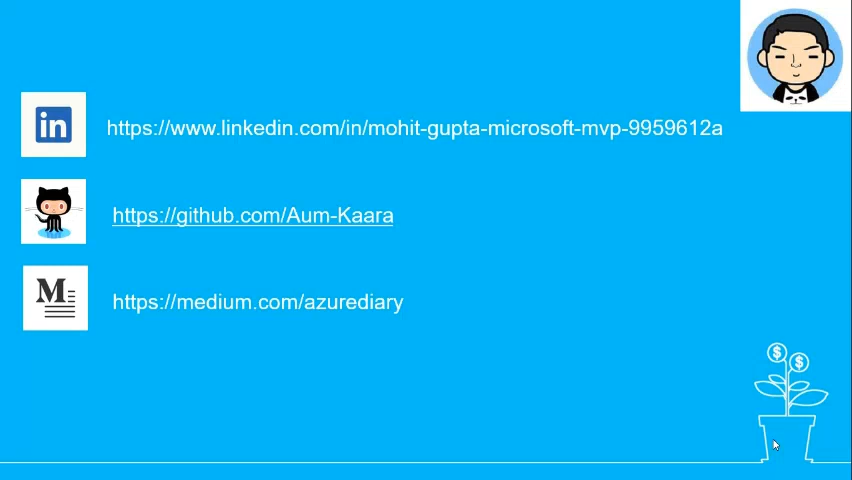 in
https://www.linkedin.com/in/mohit-gupta-microsoft-mvp-9959612a
https://github.com/Aum-Kaara
M
https://medium.com/azurediary
$ $